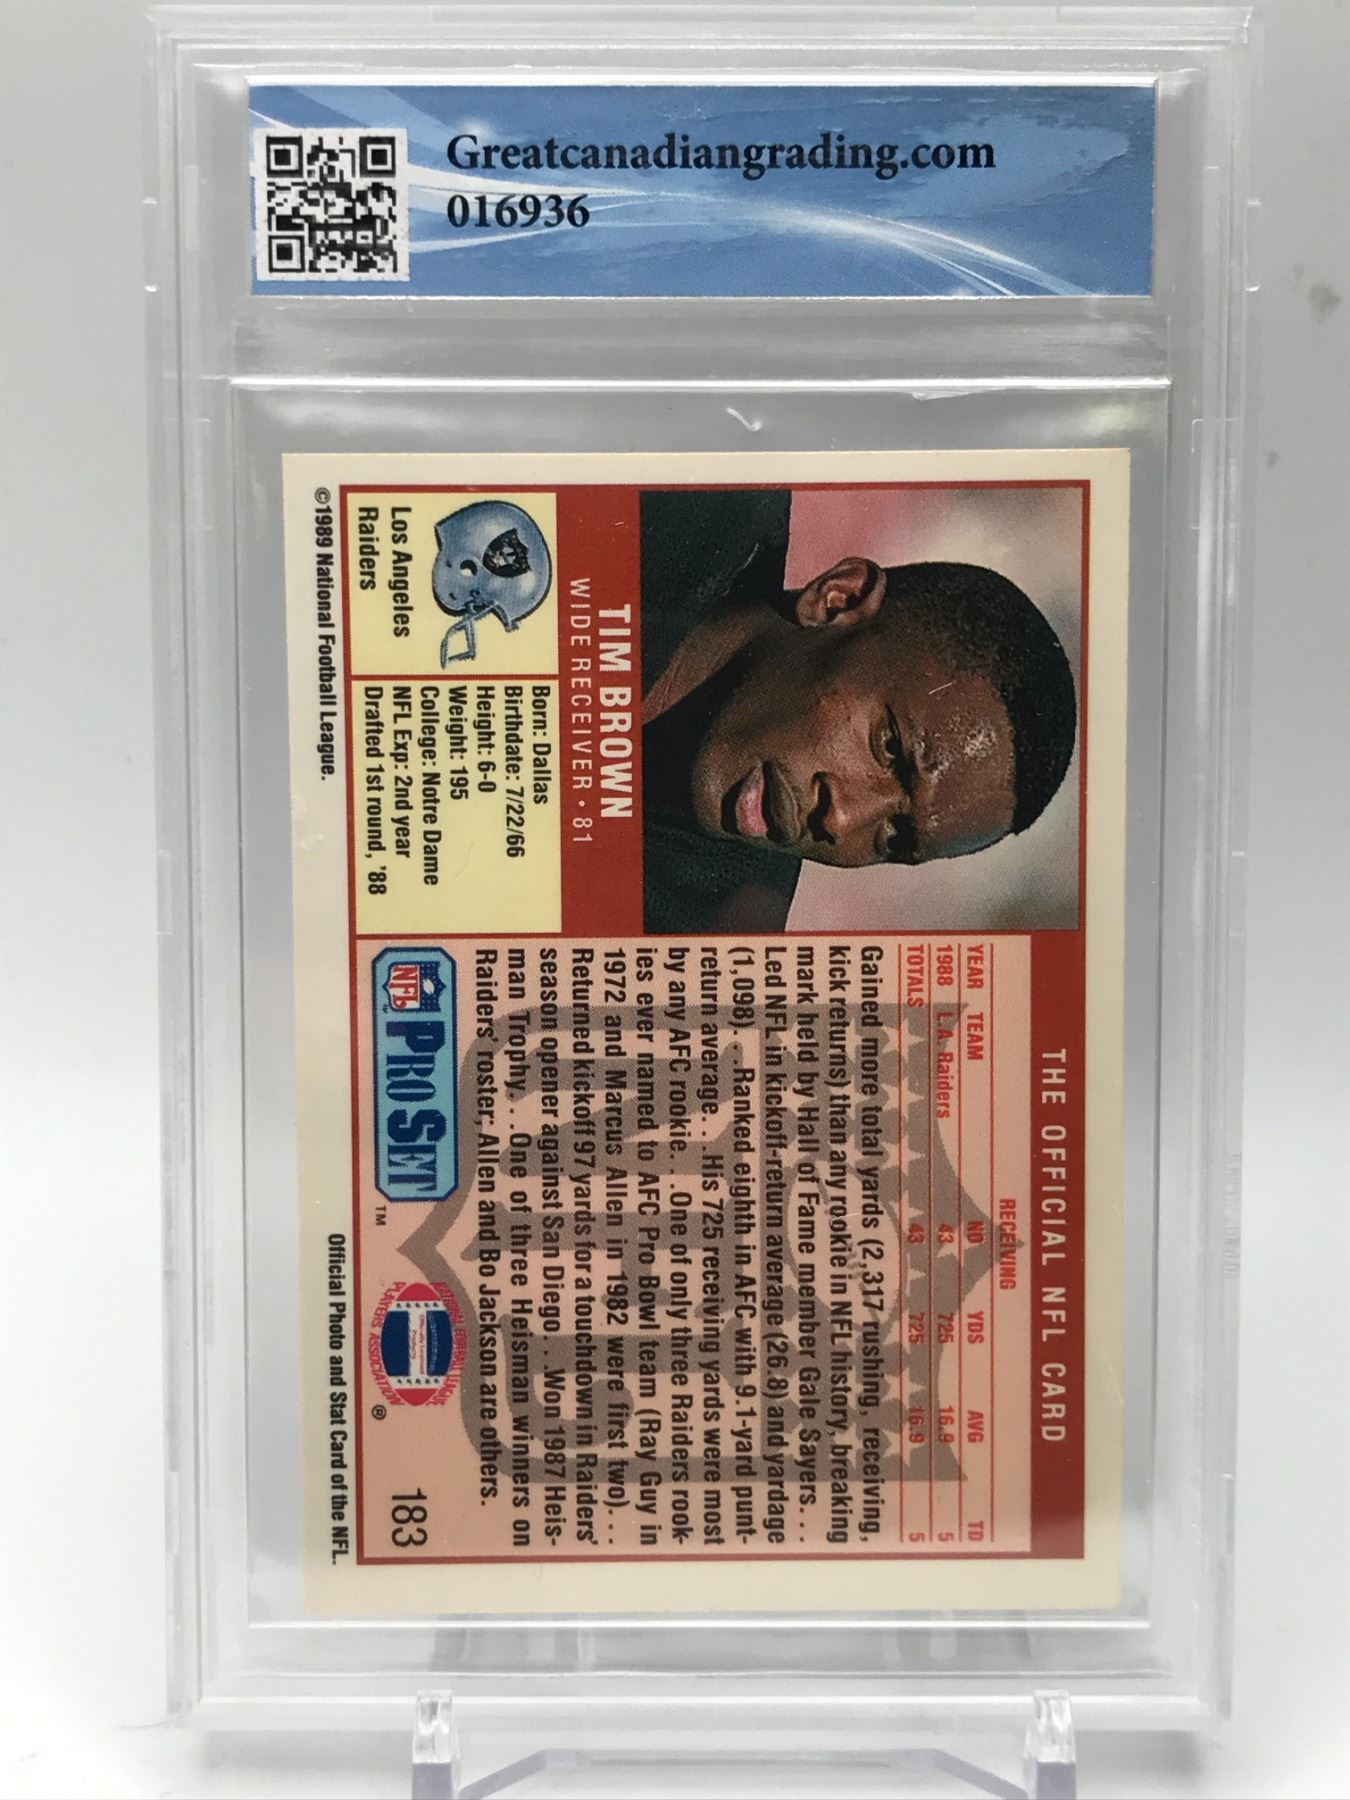 Greatcanadiangrading.com
016936
THE OFFICIAL NFL CARD
TIM BROWN
WIDE RECEIVER • 81
Los Angeles
Raiders
Born: Dallas
Birthdate: 7/22/66
Height: 6-0
Weight: 195
College: Notre Dame
NFL Exp: 2nd year
Drafted 1st round, '88
RECEIVING
YEAR TEAM NO YDS AVG TD
1988 L.A. Raiders 43 725 16.9 5
TOTALS 43 725 16.9 5
Gained more total yards (2,317 rushing, receiving,
kick returns) than any rookie in NFL history, breaking
mark held by Hall of Fame member Gale Sayers. . .
Led NFL in kickoff-return average (26.8) and yardage
(1,098). . .Ranked eighth in AFC with 9.1-yard punt-
return average. . .His 725 receiving yards were most
by any AFC rookie. . .One of only three Raiders rook-
ies ever named to AFC Pro Bowl team (Ray Guy in
1972 and Marcus Allen in 1982 were first two). . .
Returned kickoff 97 yards for a touchdown in Raiders'
season opener against San Diego. . .Won 1987 Heis-
man Trophy. . .One of three Heisman winners on
Raiders' roster; Allen and Bo Jackson are others.
NFL PRO SET TM
NATIONAL FOOTBALL LEAGUE
PLAYERS ASSOCIATION ®
183
©1989 National Football League.
Official Photo and Stat Card of the NFL.